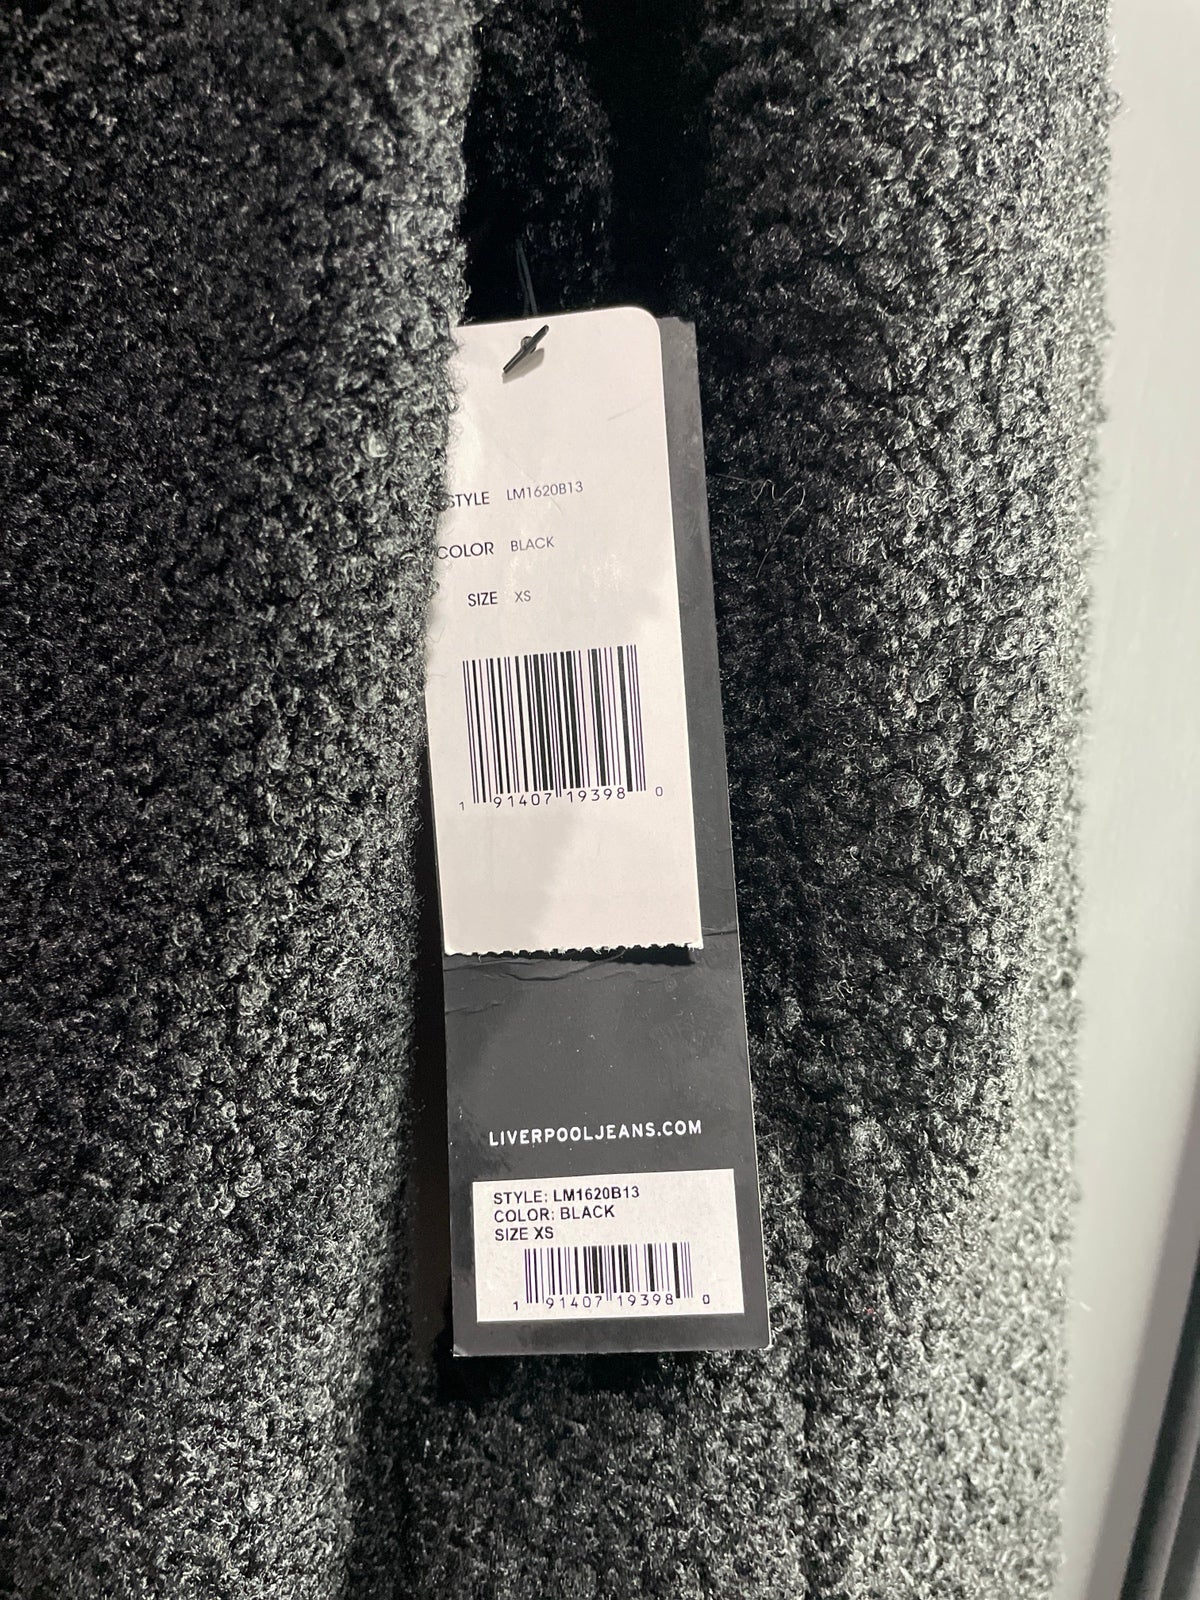 STYLE LM1620B13
COLOR BLACK
SIZE XS
1 91407 19398 0
LIVERPOOLJEANS.COM
STYLE: LM1620B13
COLOR: BLACK
SIZE XS
1 91407 19398 0